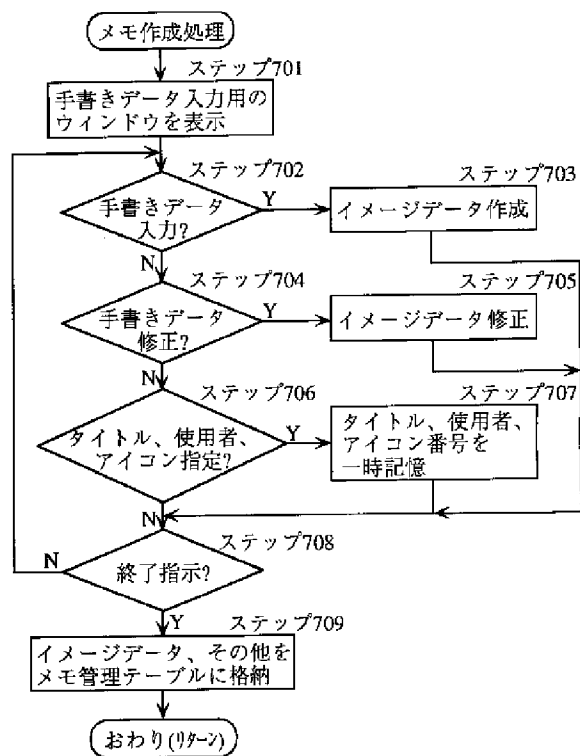 メモ作成処理
ステップ701
手書きデータ入力用の
ウィンドウを表示
ステップ702
手書きデータ
入力?
Y
N
ステップ703
イメージデータ作成
ステップ704
手書きデータ
修正?
Y
N
ステップ705
イメージデータ修正
ステップ706
タイトル、使用者、
アイコン指定?
Y
N
ステップ707
タイトル、使用者、
アイコン番号を
一時記憶
ステップ708
終了指示?
N
Y
ステップ709
イメージデータ、その他を
メモ管理テーブルに格納
おわり(リターン)